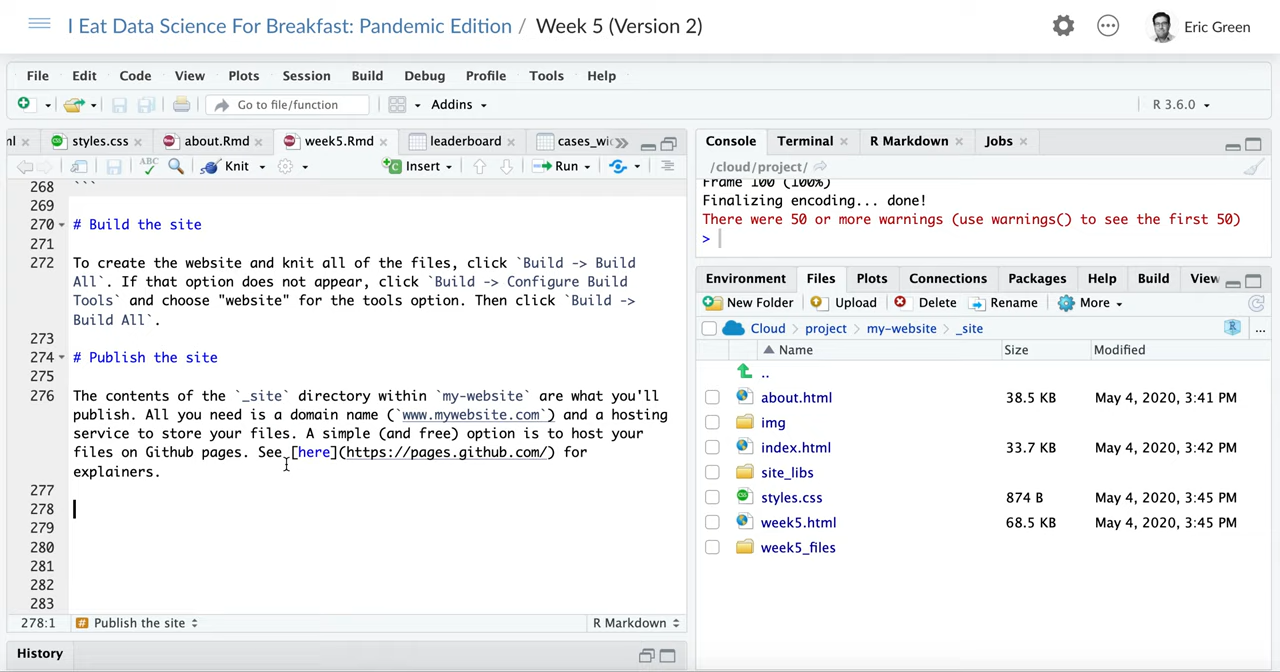 I Eat Data Science For Breakfast: Pandemic Edition / Week 5 (Version 2)
Eric Green
File Edit Code View Plots Session Build Debug Profile Tools Help
Go to file/function
Addins
R 3.6.0
styles.css
about.Rmd
week5.Rmd
leaderboard
cases_wi
ABC
Knit
Insert
Run
268 ```
269
270 # Build the site
271
272 To create the website and knit all of the files, click `Build -> Build
All`. If that option does not appear, click `Build -> Configure Build
Tools` and choose "website" for the tools option. Then click `Build ->
Build All`.
273
274 # Publish the site
275
276 The contents of the `_site` directory within `my-website` are what you'll
publish. All you need is a domain name (`www.mywebsite.com`) and a hosting
service to store your files. A simple (and free) option is to host your
files on Github pages. See [here](https://pages.github.com/) for
explainers.
277
278
279
280
281
282
283
278:1 # Publish the site
R Markdown
History
Console Terminal R Markdown Jobs
/cloud/project/
Frame 100 (100%)
Finalizing encoding... done!
There were 50 or more warnings (use warnings() to see the first 50)
>
Environment Files Plots Connections Packages Help Build View
New Folder Upload Delete Rename More
Cloud project my-website _site
R
...
Name Size Modified
..
about.html 38.5 KB May 4, 2020, 3:41 PM
img
index.html 33.7 KB May 4, 2020, 3:42 PM
site_libs
styles.css 874 B May 4, 2020, 3:45 PM
week5.html 68.5 KB May 4, 2020, 3:45 PM
week5_files